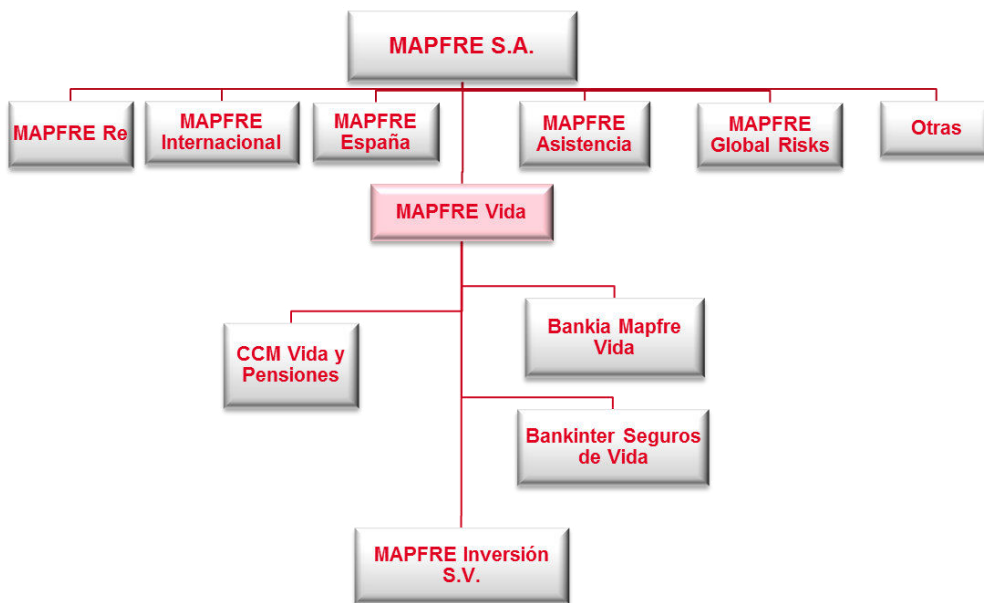 MAPFRE S.A.
MAPFRE Re
MAPFRE
Internacional
MAPFRE
España
MAPFRE
Asistencia
MAPFRE
Global Risks
Otras
MAPFRE Vida
CCM Vida y
Pensiones
Bankia Mapfre
Vida
Bankinter Seguros
de Vida
MAPFRE Inversión
S.V.